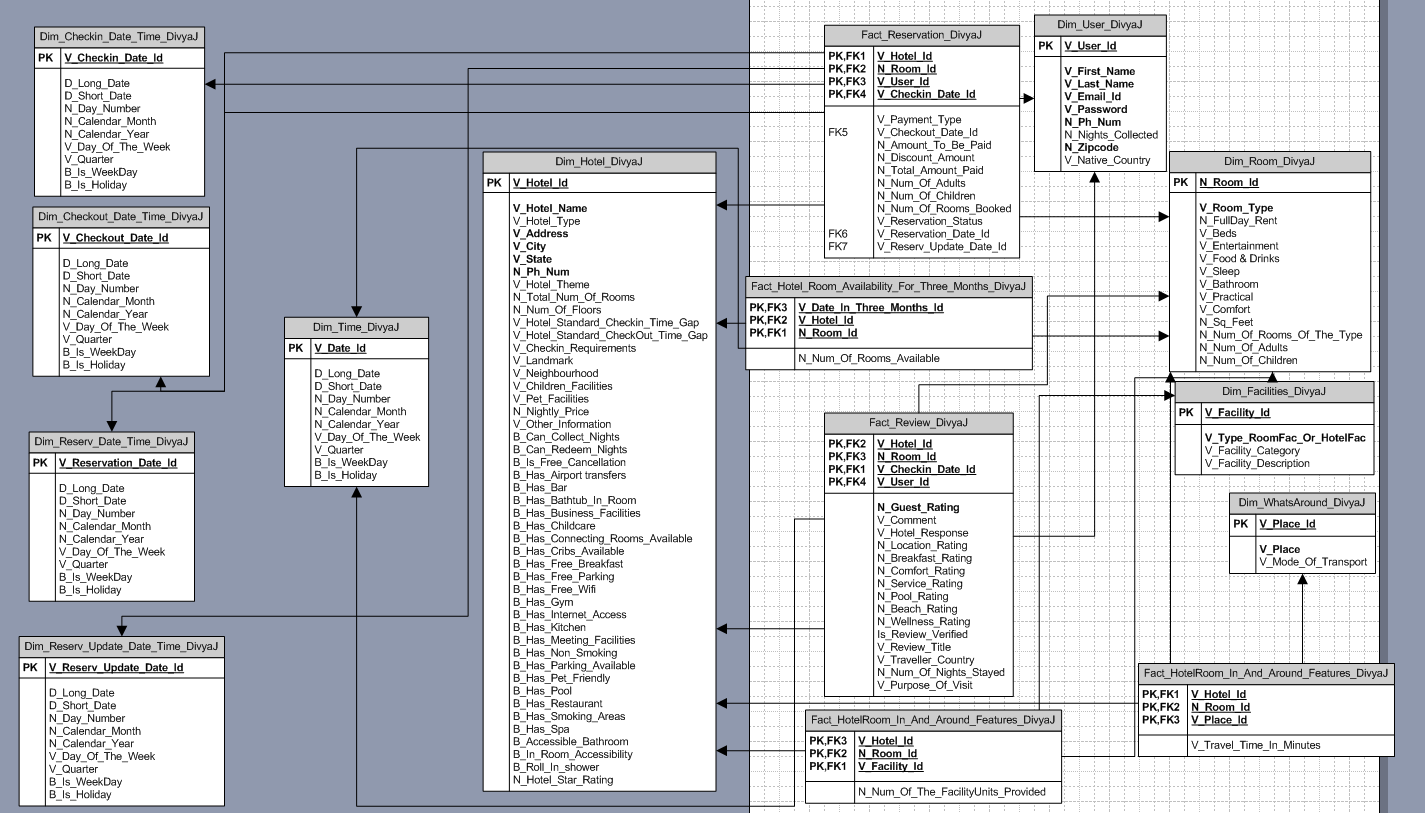 Dim_Checkin_Date_Time_DivyaJ
PK V_Checkin_Date_Id
D_Long_Date
D_Short_Date
N_Day_Number
N_Calendar_Month
N_Calendar_Year
V_Day_Of_The_Week
V_Quarter
B_Is_WeekDay
B_Is_Holiday
Dim_Checkout_Date_Time_DivyaJ
PK V_Checkout_Date_Id
D_Long_Date
D_Short_Date
N_Day_Number
N_Calendar_Month
N_Calendar_Year
V_Day_Of_The_Week
V_Quarter
B_Is_WeekDay
B_Is_Holiday
Dim_Reserv_Date_Time_DivyaJ
PK V_Reservation_Date_Id
D_Long_Date
D_Short_Date
N_Day_Number
N_Calendar_Month
N_Calendar_Year
V_Day_Of_The_Week
V_Quarter
B_Is_WeekDay
B_Is_Holiday
Dim_Reserv_Update_Date_Time_DivyaJ
PK V_Reserv_Update_Date_Id
D_Long_Date
D_Short_Date
N_Day_Number
N_Calendar_Month
N_Calendar_Year
V_Day_Of_The_Week
V_Quarter
B_Is_WeekDay
B_Is_Holiday
Dim_Time_DivyaJ
PK V_Date_Id
D_Long_Date
D_Short_Date
N_Day_Number
N_Calendar_Month
N_Calendar_Year
V_Day_Of_The_Week
V_Quarter
B_Is_WeekDay
B_Is_Holiday
Dim_Hotel_DivyaJ
PK V_Hotel_Id
V_Hotel_Name
V_Hotel_Type
V_Address
V_City
V_State
N_Ph_Num
V_Hotel_Theme
N_Total_Num_Of_Rooms
N_Num_Of_Floors
V_Hotel_Standard_Checkin_Time_Gap
V_Hotel_Standard_CheckOut_Time_Gap
V_Checkin_Requirements
V_Landmark
V_Neighbourhood
V_Children_Facilities
V_Pet_Facilities
N_Nightly_Price
V_Other_Information
B_Can_Collect_Nights
B_Can_Redeem_Nights
B_Is_Free_Cancellation
B_Has_Airport transfers
B_Has_Bar
B_Has_Bathtub_In_Room
B_Has_Business_Facilities
B_Has_Childcare
B_Has_Connecting_Rooms_Available
B_Has_Cribs_Available
B_Has_Free_Breakfast
B_Has_Free_Parking
B_Has_Free_Wifi
B_Has_Gym
B_Has_Internet_Access
B_Has_Kitchen
B_Has_Meeting_Facilities
B_Has_Non_Smoking
B_Has_Parking_Available
B_Has_Pet_Friendly
B_Has_Pool
B_Has_Restaurant
B_Has_Smoking_Areas
B_Has_Spa
B_Accessible_Bathroom
B_In_Room_Accessibility
B_Roll_In_shower
N_Hotel_Star_Rating
Fact_Reservation_DivyaJ
PK,FK1 V_Hotel_Id
PK,FK2 N_Room_Id
PK,FK3 V_User_Id
PK,FK4 V_Checkin_Date_Id
V_Payment_Type
FK5 V_Checkout_Date_Id
N_Amount_To_Be_Paid
N_Discount_Amount
N_Total_Amount_Paid
N_Num_Of_Adults
N_Num_Of_Children
N_Num_Of_Rooms_Booked
V_Reservation_Status
FK6 V_Reservation_Date_Id
FK7 V_Reserv_Update_Date_Id
Fact_Hotel_Room_Availability_For_Three_Months_DivyaJ
PK,FK3 V_Date_In_Three_Months_Id
PK,FK2 V_Hotel_Id
PK,FK1 N_Room_Id
N_Num_Of_Rooms_Available
Fact_Review_DivyaJ
PK,FK2 V_Hotel_Id
PK,FK3 N_Room_Id
PK,FK1 V_Checkin_Date_Id
PK,FK4 V_User_Id
N_Guest_Rating
V_Comment
V_Hotel_Response
N_Location_Rating
N_Breakfast_Rating
N_Comfort_Rating
N_Service_Rating
N_Pool_Rating
N_Beach_Rating
N_Wellness_Rating
Is_Review_Verified
V_Review_Title
V_Traveller_Country
N_Num_Of_Nights_Stayed
V_Purpose_Of_Visit
Fact_HotelRoom_In_And_Around_Features_DivyaJ
PK,FK3 V_Hotel_Id
PK,FK2 N_Room_Id
PK,FK1 V_Facility_Id
N_Num_Of_The_FacilityUnits_Provided
Dim_User_DivyaJ
PK V_User_Id
V_First_Name
V_Last_Name
V_Email_Id
V_Password
N_Ph_Num
N_Nights_Collected
N_Zipcode
V_Native_Country
Dim_Room_DivyaJ
PK N_Room_Id
V_Room_Type
N_FullDay_Rent
V_Beds
V_Entertainment
V_Food & Drinks
V_Sleep
V_Bathroom
V_Practical
V_Comfort
N_Sq_Feet
N_Num_Of_Rooms_Of_The_Type
N_Num_Of_Adults
N_Num_Of_Children
Dim_Facilities_DivyaJ
PK V_Facility_Id
V_Type_RoomFac_Or_HotelFac
V_Facility_Category
V_Facility_Description
Dim_WhatsAround_DivyaJ
PK V_Place_Id
V_Place
V_Mode_Of_Transport
Fact_HotelRoom_In_And_Around_Features_DivyaJ
PK,FK1 V_Hotel_Id
PK,FK2 N_Room_Id
PK,FK3 V_Place_Id
V_Travel_Time_In_Minutes